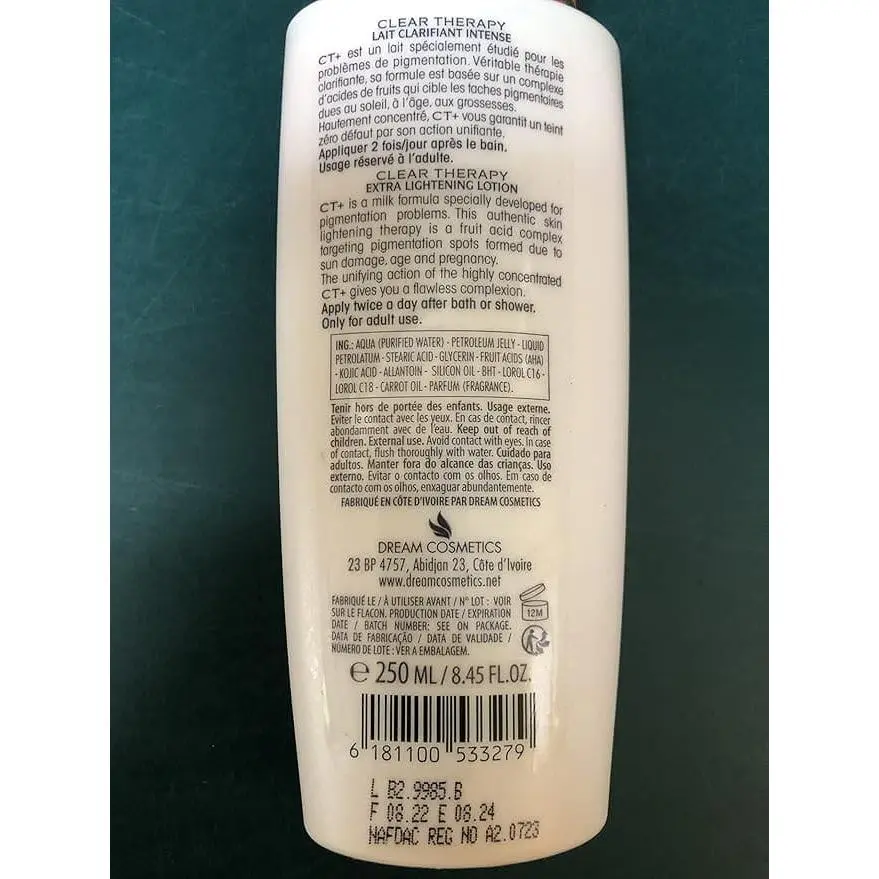 CLEAR THERAPY
LAIT CLARIFIANT INTENSE
CT+ est un lait spécialement étudié pour les
problèmes de pigmentation. Véritable thérapie
clarifiante, sa formule est basée sur un complexe
d'acides de fruits qui cible les taches pigmentaires
dues au soleil, à l'âge, aux grossesses.
Hautement concentré, CT+ vous garantit un teint
zéro défaut par son action unifiante.
Appliquer 2 fois/jour après le bain.
Usage réservé à l'adulte.
CLEAR THERAPY
EXTRA LIGHTENING LOTION
CT+ is a milk formula specially developed for
pigmentation problems. This authentic skin
lightening therapy is a fruit acid complex
targeting pigmentation spots formed due to
sun damage, age and pregnancy.
The unifying action of the highly concentrated
CT+ gives you a flawless complexion.
Apply twice a day after bath or shower.
Only for adult use.
ING.: AQUA (PURIFIED WATER) - PETROLEUM JELLY - LIQUID
PETROLATUM - STEARIC ACID - GLYCERIN - FRUIT ACIDS (AHA)
- KOJIC ACID - ALLANTOIN - SILICON OIL - BHT - LOROL C16 -
LOROL C18 - CARROT OIL - PARFUM (FRAGRANCE).
Tenir hors de portée des enfants. Usage externe.
Eviter le contact avec les yeux. En cas de contact, rincer
abondamment avec de l'eau. Keep out of reach of
children. External use. Avoid contact with eyes. In case
of contact, flush thoroughly with water. Cuidado para
adultos. Manter fora do alcance das crianças. Uso
externo. Evitar o contacto com os olhos. Em caso de
contacto com os olhos, enxaguar abundantemente.
FABRIQUÉ EN CÔTE D'IVOIRE PAR DREAM COSMETICS
DREAM COSMETICS
23 BP 4757, Abidjan 23, Côte d'Ivoire
www.dreamcosmetics.net
FABRIQUÉ LE / À UTILISER AVANT / N° LOT : VOIR
SUR LE FLACON. PRODUCTION DATE / EXPIRATION
DATE / BATCH NUMBER: SEE ON PACKAGE.
DATA DE FABRICAÇÃO / DATA DE VALIDADE /
NÚMERO DE LOTE : VER A EMBALAGEM.
12M
℮ 250 ML / 8.45 FL.OZ.
6 181100 533279
L B2.9985.B
F 08.22 E 08.24
NAFDAC REG NO A2.0723